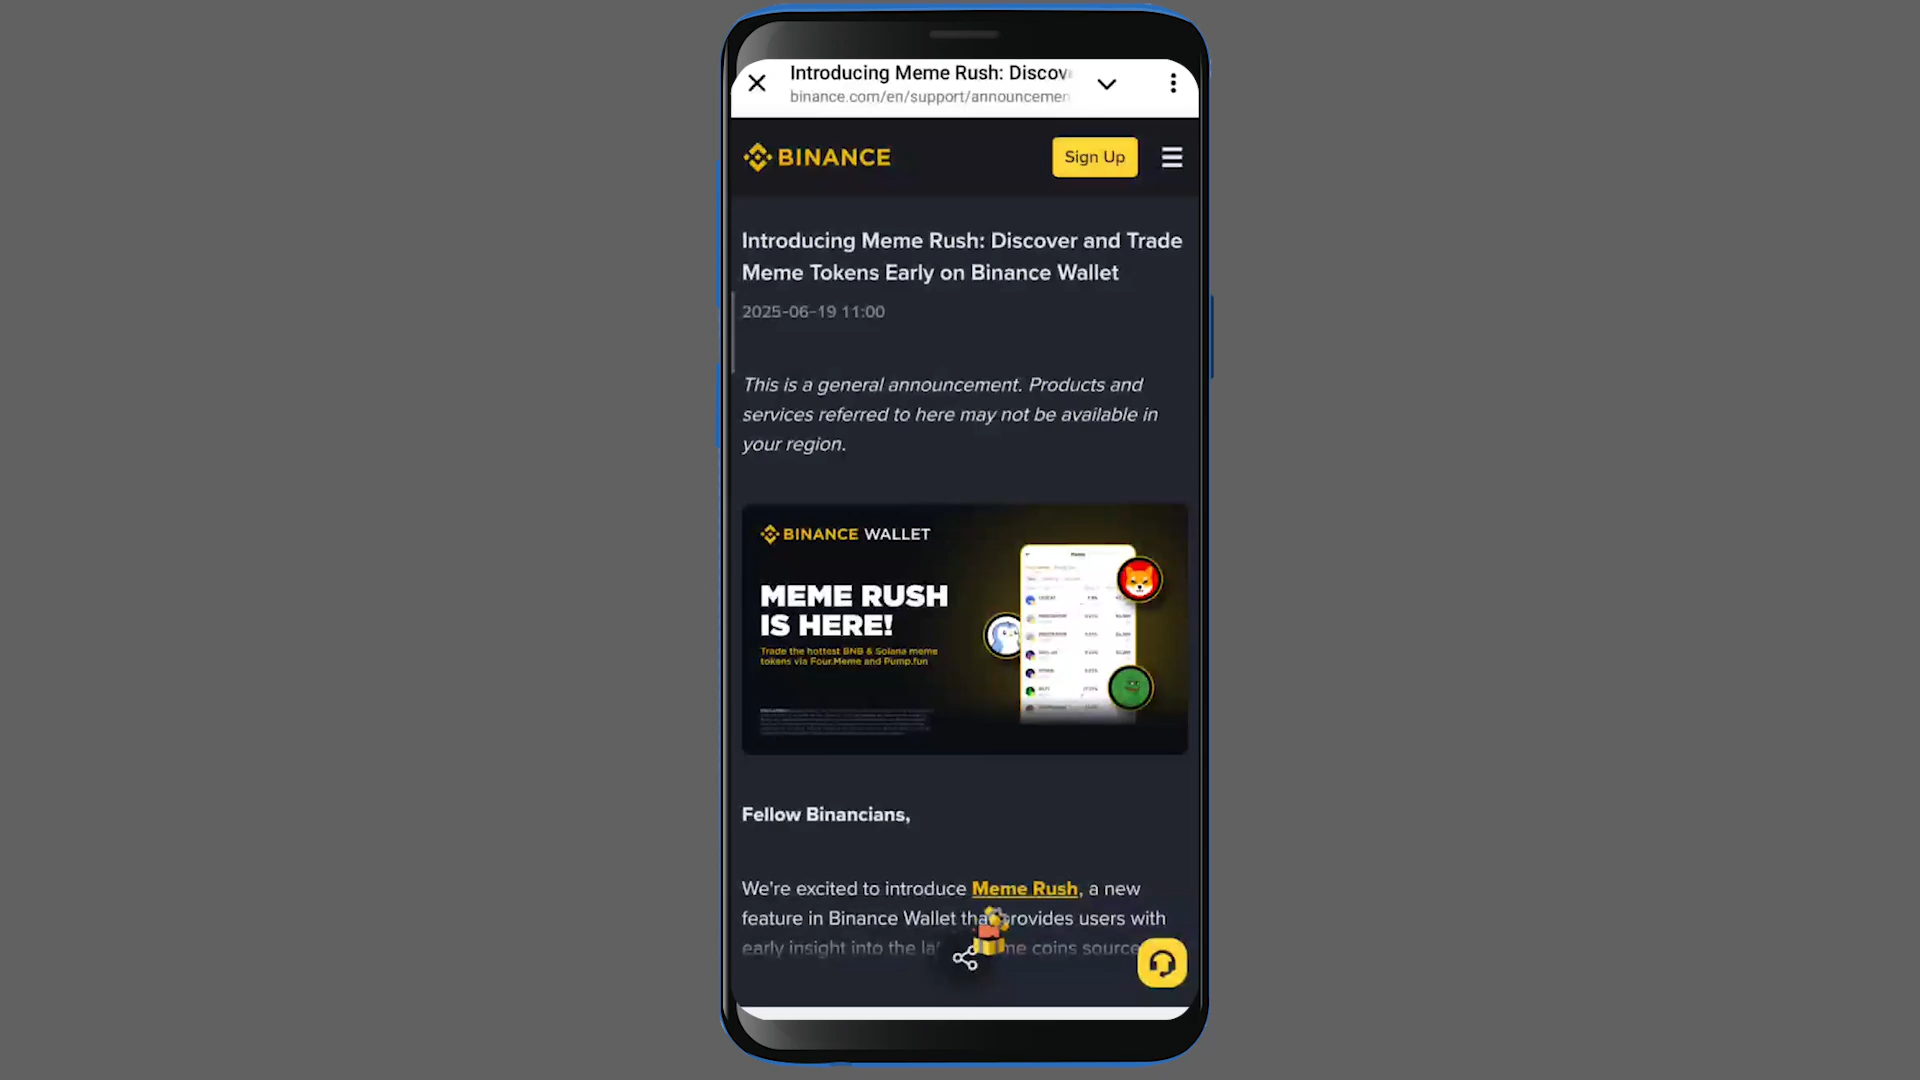 Introducing Meme Rush: Discov
binance.com/en/support/announcemen
BINANCE
Sign Up
Introducing Meme Rush: Discover and Trade
Meme Tokens Early on Binance Wallet
2025-06-19 11:00
This is a general announcement. Products and
services referred to here may not be available in
your region.
BINANCE WALLET
MEME RUSH
IS HERE!
Trade the hottest BNB & Solana meme
tokens via Four.Meme and Pump.fun
Meme
Fellow Binancians,
We're excited to introduce Meme Rush, a new
feature in Binance Wallet that provides users with
early insight into the coins source